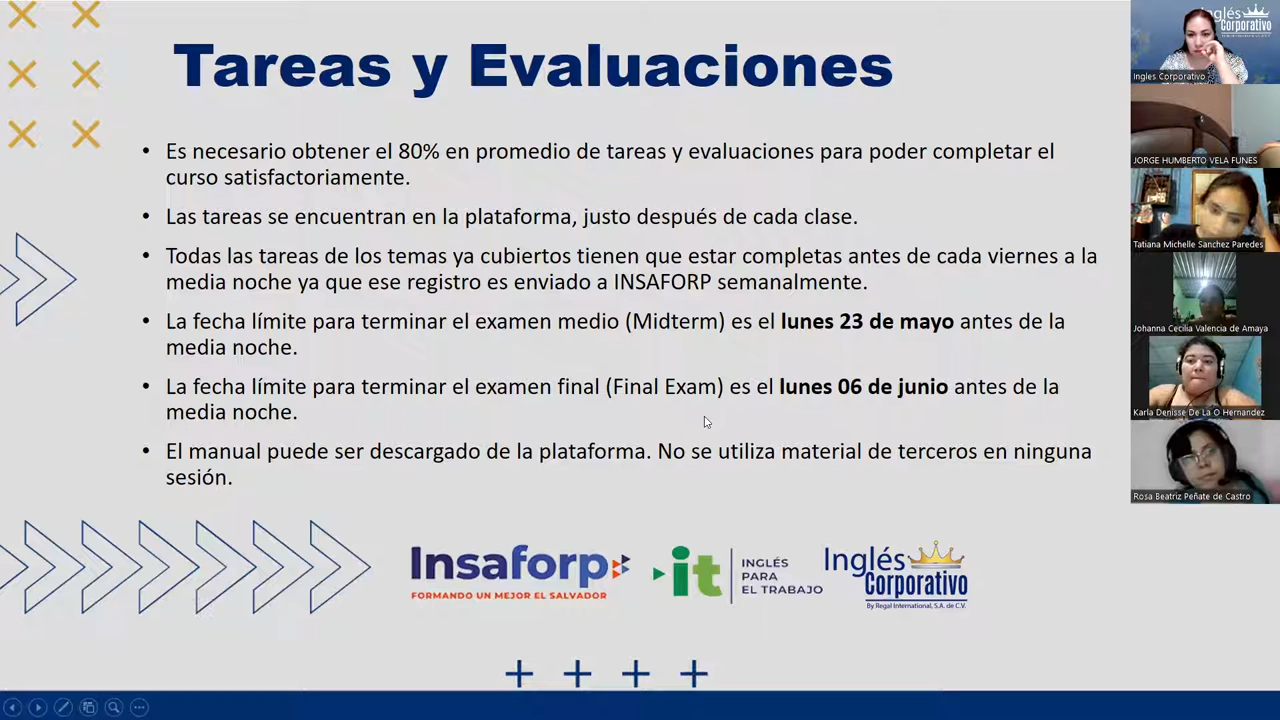 Tareas y Evaluaciones
• Es necesario obtener el 80% en promedio de tareas y evaluaciones para poder completar el
curso satisfactoriamente.
• Las tareas se encuentran en la plataforma, justo después de cada clase.
• Todas las tareas de los temas ya cubiertos tienen que estar completas antes de cada viernes a la
media noche ya que ese registro es enviado a INSAFORP semanalmente.
• La fecha límite para terminar el examen medio (Midterm) es el lunes 23 de mayo antes de la
media noche.
• La fecha límite para terminar el examen final (Final Exam) es el lunes 06 de junio antes de la
media noche.
• El manual puede ser descargado de la plataforma. No se utiliza material de terceros en ninguna
sesión.
Insaforp
FORMANDO UN MEJOR EL SALVADOR
it
INGLÉS
PARA
EL TRABAJO
Inglés
Corporativo
By Regal International, S.A. de C.V.
Inglés
Corporativo
Ingles Corporativo
JORGE HUMBERTO VELA FUNES
Tatiana Michelle Sanchez Paredes
Johanna Cecilia Valencia de Amaya
Karla Denisse De La O Hernandez
Rosa Beatriz Peñate de Castro